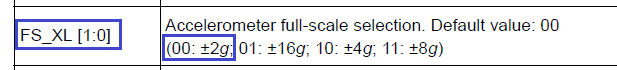 FS_XL [1:0]
Accelerometer full-scale selection. Default value: 00
(00: ±2g; 01: ±16g; 10: ±4g; 11: ±8g)